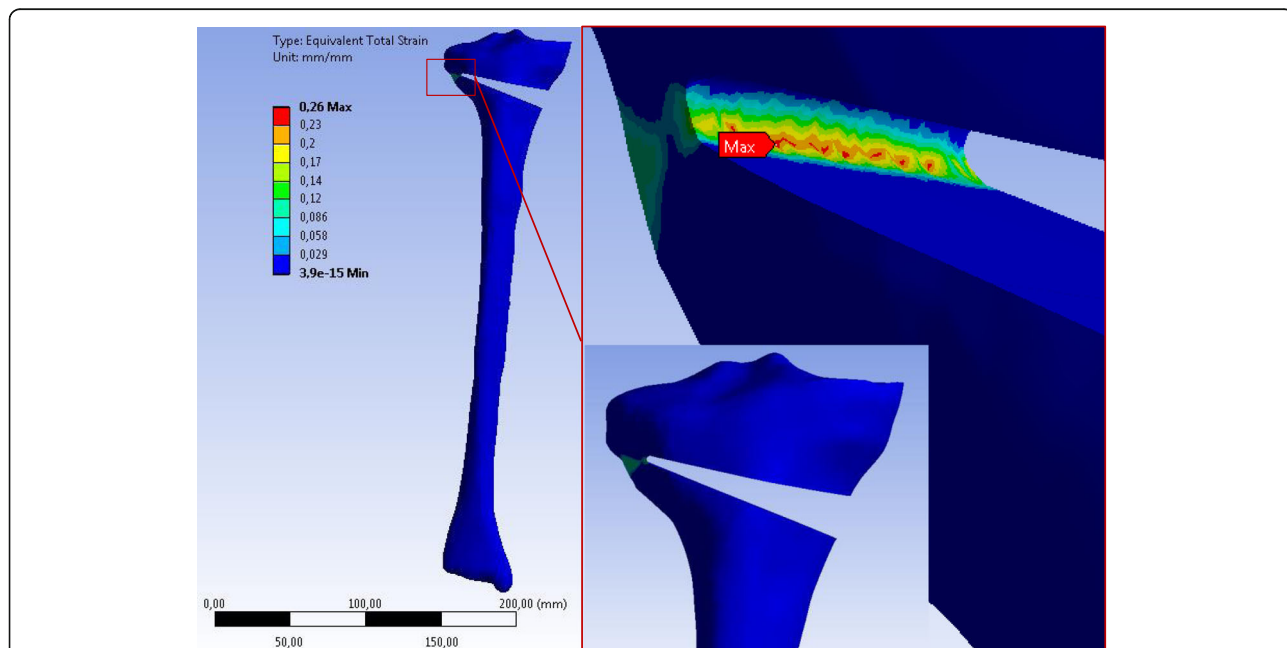 Type: Equivalent Total Strain
Unit: mm/mm
0,26 Max
0,23
0,2
0,17
0,14
0,12
0,086
0,058
0,029
3,9e-15 Min
Max
0,00 100,00 200,00 (mm)
50,00 150,00